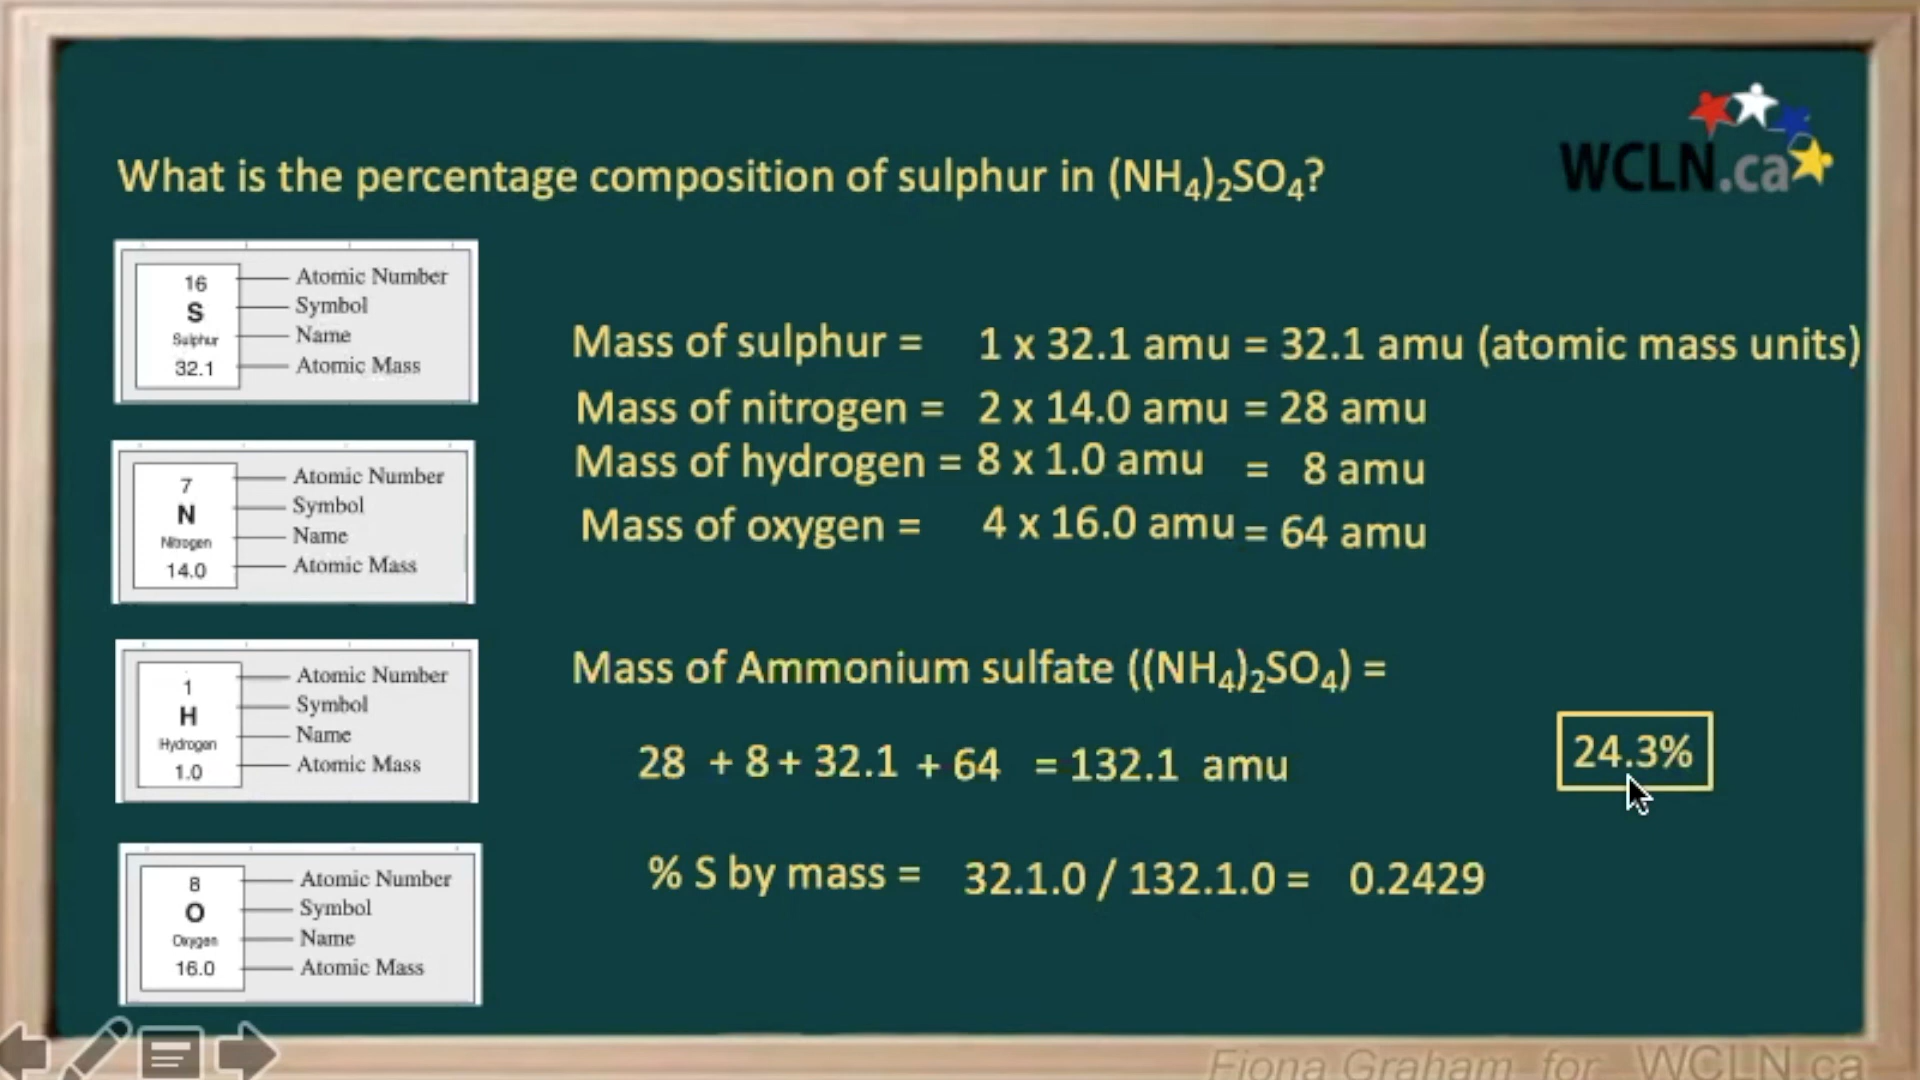 WCLN.ca
What is the percentage composition of sulphur in (NH₄)₂SO₄?
16
S
Sulphur
32.1
Atomic Number
Symbol
Name
Atomic Mass
7
N
Nitrogen
14.0
Atomic Number
Symbol
Name
Atomic Mass
1
H
Hydrogen
1.0
Atomic Number
Symbol
Name
Atomic Mass
8
O
Oxygen
16.0
Atomic Number
Symbol
Name
Atomic Mass
Mass of sulphur = 1 x 32.1 amu = 32.1 amu (atomic mass units)
Mass of nitrogen = 2 x 14.0 amu = 28 amu
Mass of hydrogen = 8 x 1.0 amu = 8 amu
Mass of oxygen = 4 x 16.0 amu = 64 amu
Mass of Ammonium sulfate ((NH₄)₂SO₄) =
28 + 8 + 32.1 + 64 = 132.1 amu
24.3%
% S by mass = 32.1.0 / 132.1.0 = 0.2429
Fiona Graham for WCLN.ca